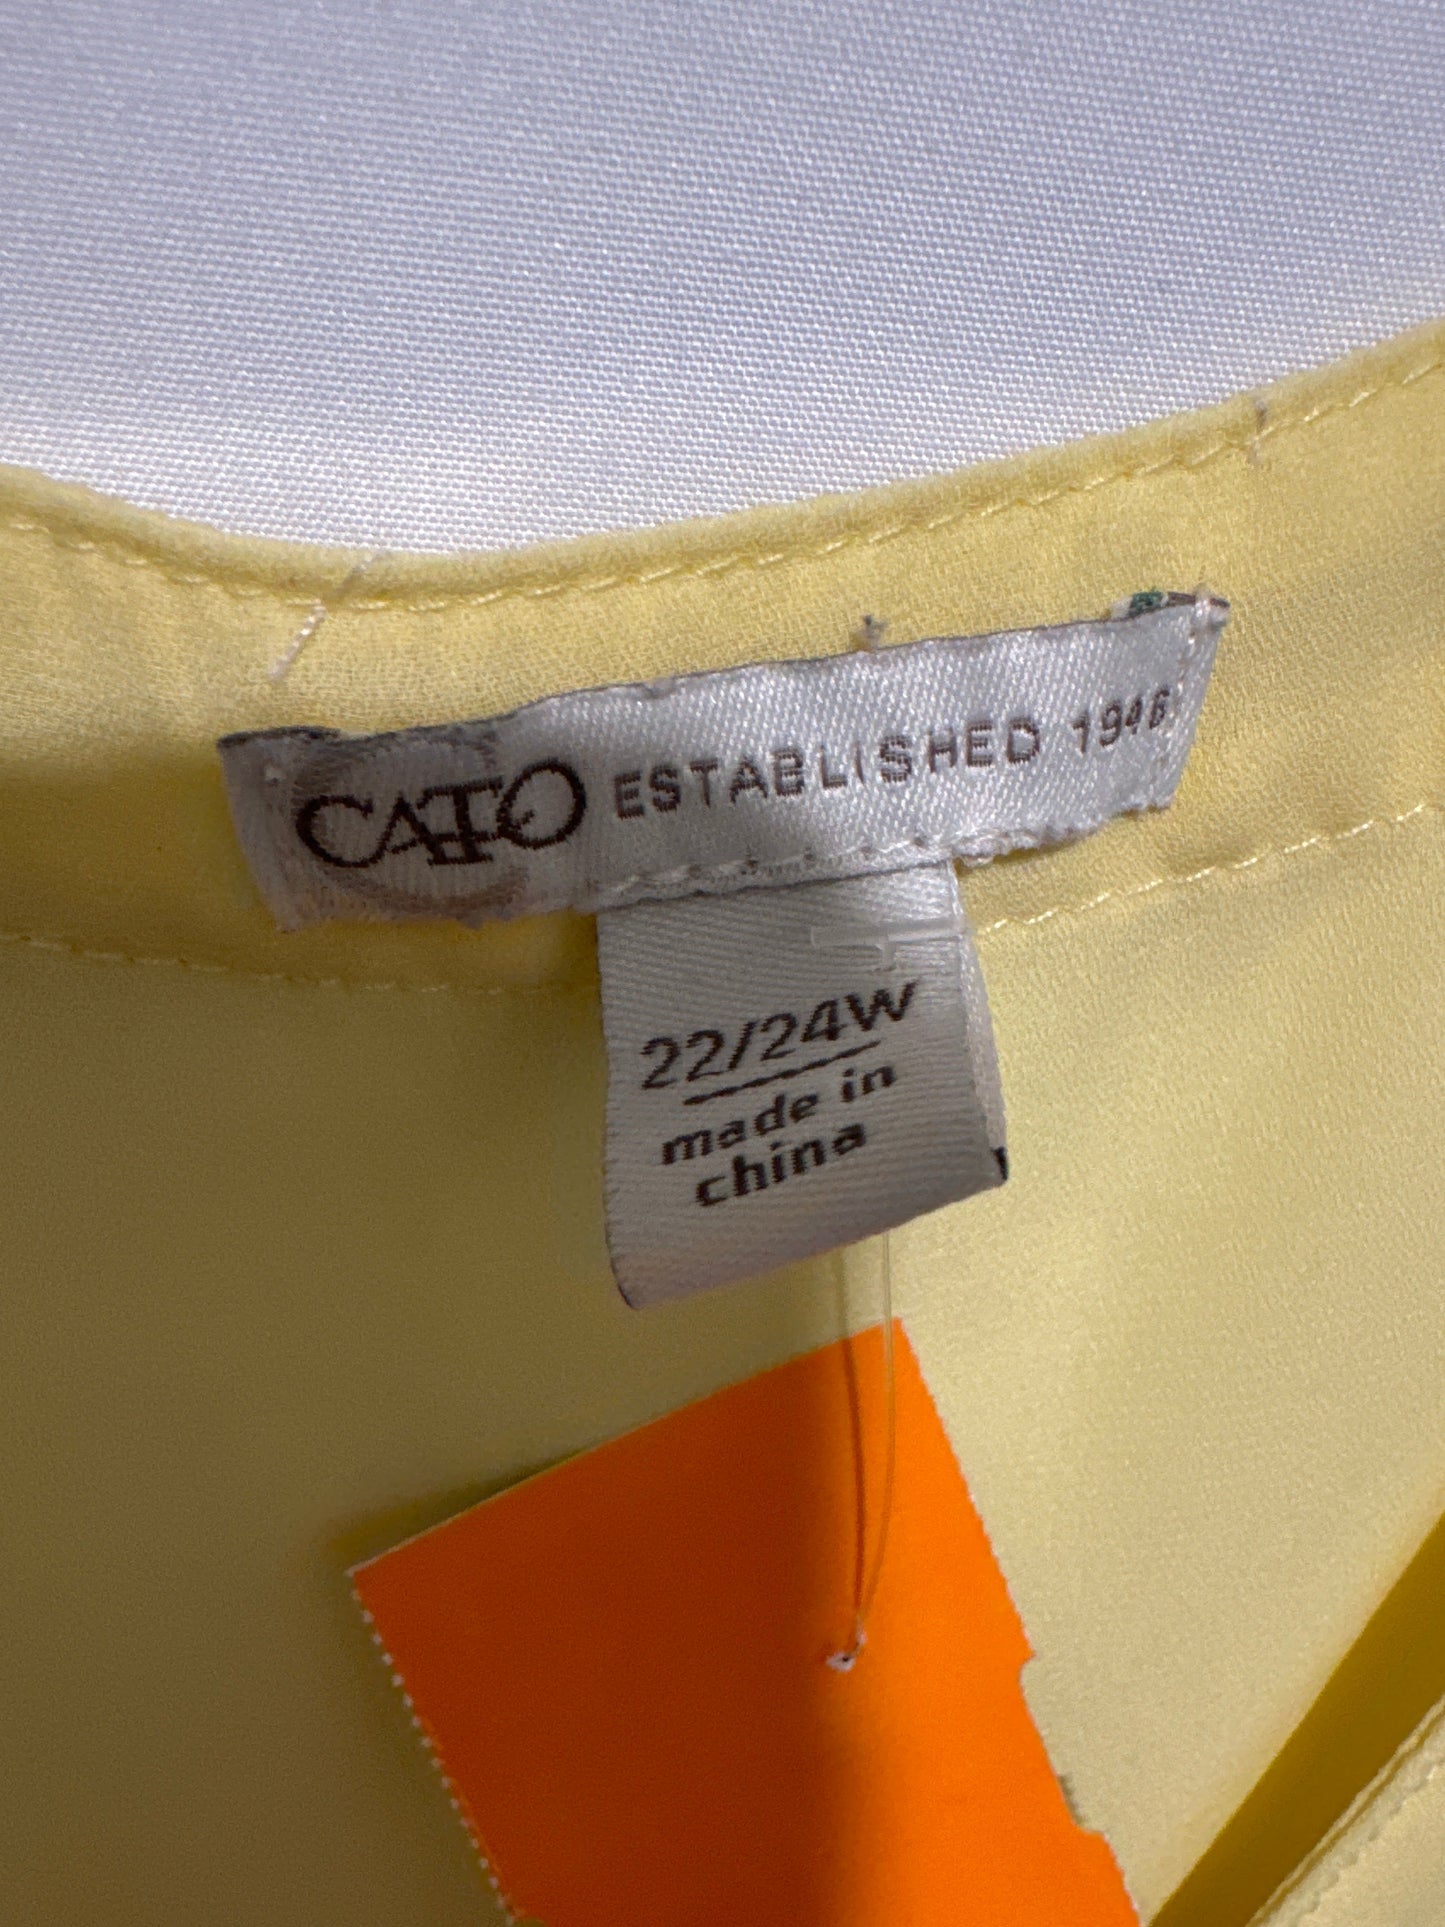 CATO ESTABLISHED 1946
22/24W
made in
china